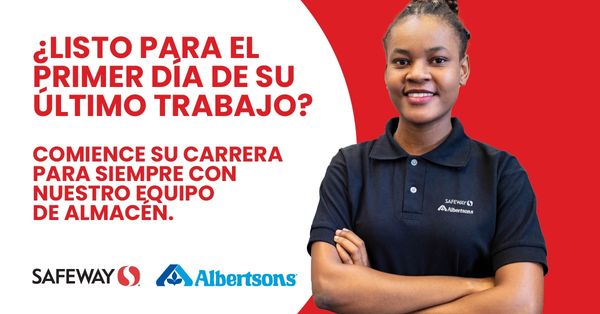 ¿LISTO PARA EL
PRIMER DÍA DE SU
ÚLTIMO TRABAJO?
COMIENCE SU CARRERA
PARA SIEMPRE CON
NUESTRO EQUIPO
DE ALMACÉN.
SAFEWAY
Albertsons
SAFEWAY
Albertsons